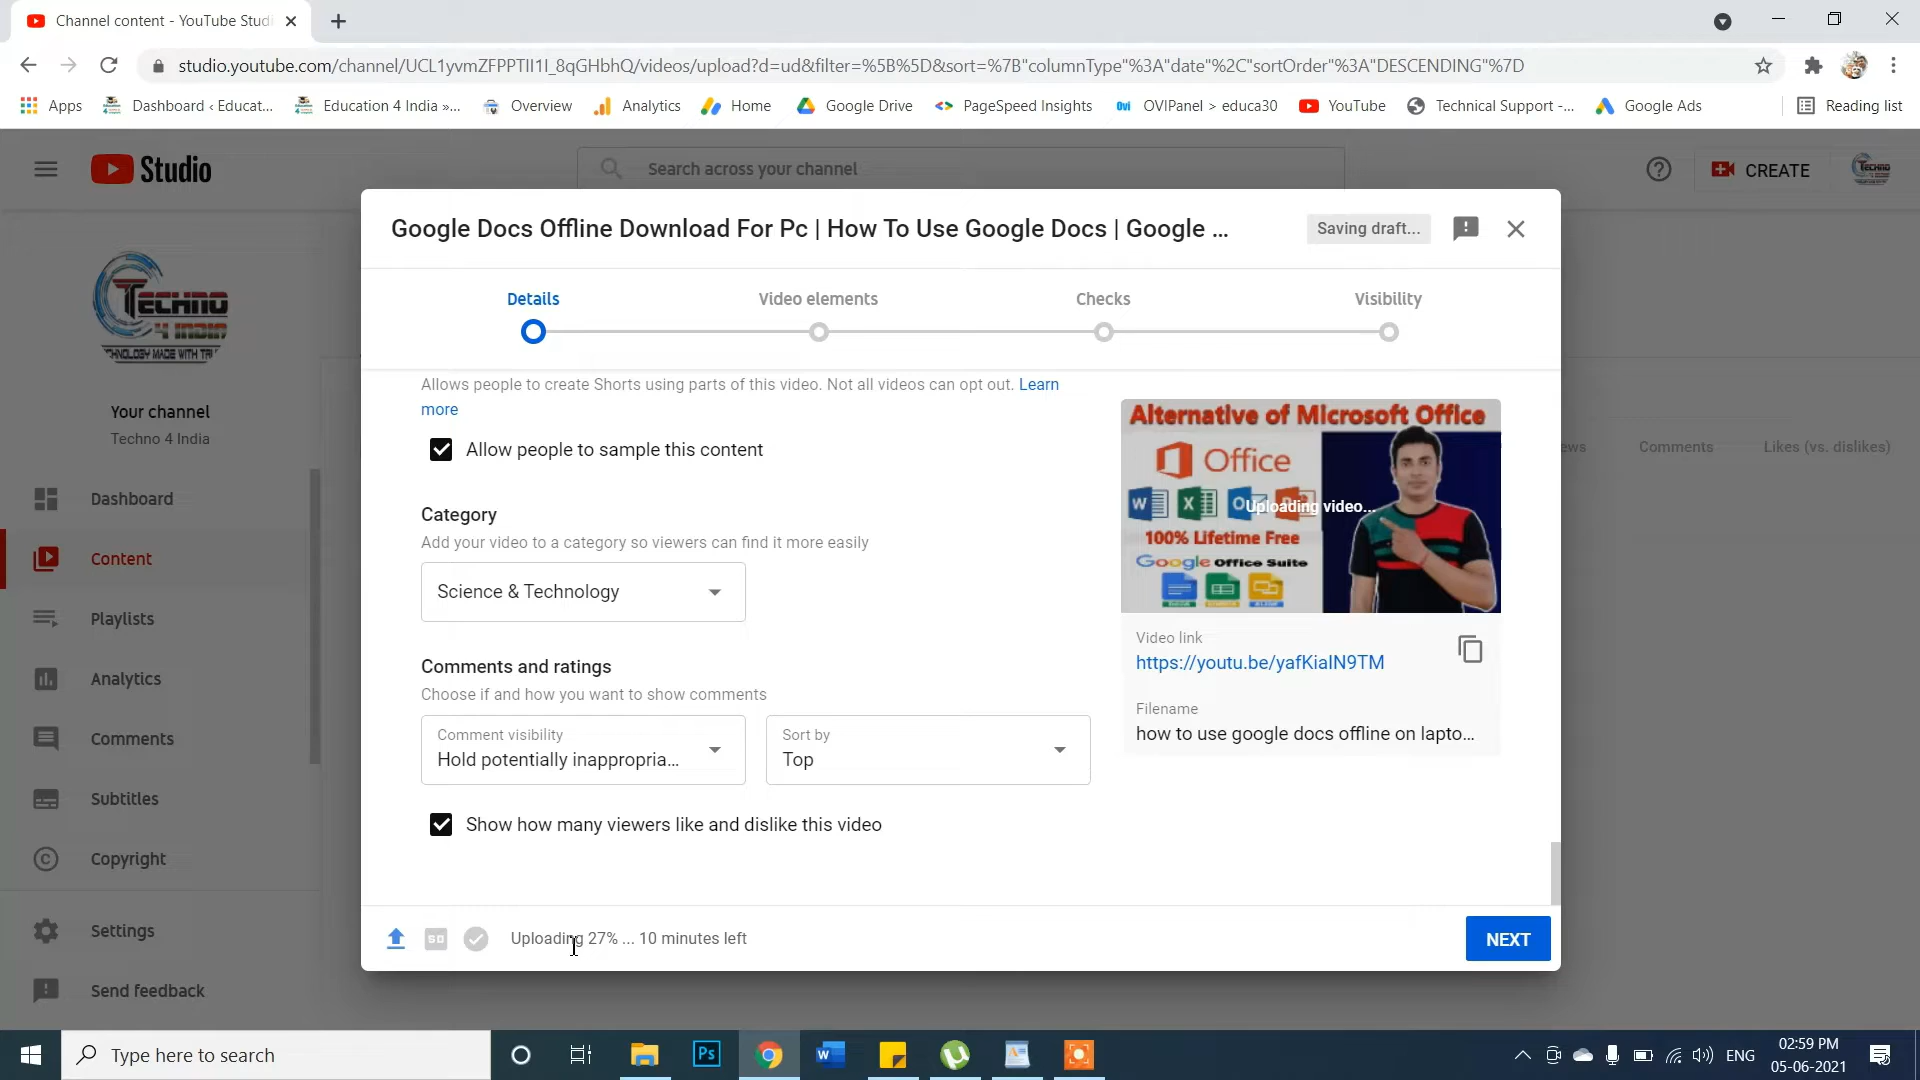 Channel content - YouTube Studi
studio.youtube.com/channel/UCL1yvmZFPPTII1I_8qGHbhQ/videos/upload?d=ud&filter=%5B%5D&sort=%7B"columnType"%3A"date"%2C"sortOrder"%3A"DESCENDING"%7D
Apps Dashboard ‹ Educat... Education 4 India »... Overview Analytics Home Google Drive PageSpeed Insights OVIPanel > educa30 YouTube Technical Support -... Google Ads Reading list
Studio Search across your channel CREATE
Google Docs Offline Download For Pc | How To Use Google Docs | Google ... Saving draft...
Details Video elements Checks Visibility
TECHNO
4 INDIA
Your channel
Techno 4 India
Dashboard
Content
Playlists
Analytics
Comments
Subtitles
Copyright
Settings
Send feedback
Allows people to create Shorts using parts of this video. Not all videos can opt out. Learn
more
Allow people to sample this content
Category
Add your video to a category so viewers can find it more easily
Science & Technology
Comments and ratings
Choose if and how you want to show comments
Comment visibility
Hold potentially inappropria...
Sort by
Top
Show how many viewers like and dislike this video
Alternative of Microsoft Office
Office
Uploading video...
100% Lifetime Free
Google Office Suite
Video link
https://youtu.be/yafKiaIN9TM
Filename
how to use google docs offline on lapto...
ews Comments Likes (vs. dislikes)
SD Uploading 27% ... 10 minutes left NEXT
Type here to search
Ps
ENG
02:59 PM
05-06-2021